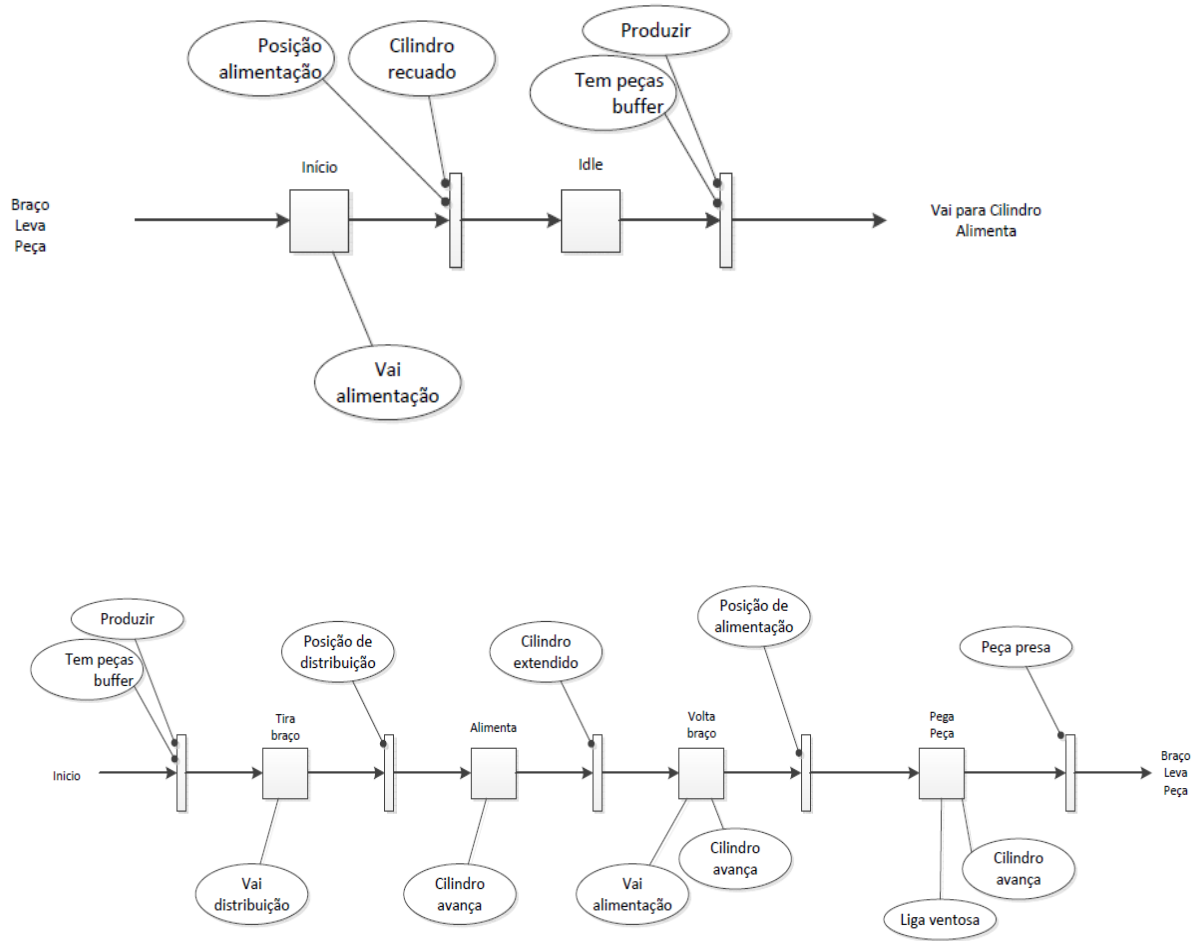 Posição
alimentação
Cilindro
recuado
Produzir
Tem peças
buffer
Início
Idle
Braço
Leva
Peça
Vai para Cilindro
Alimenta
Vai
alimentação
Produzir
Tem peças
buffer
Posição de
distribuição
Cilindro
extendido
Posição de
alimentação
Peça presa
Tira
braço
Alimenta
Volta
braço
Pega
Peça
Inicio
Braço
Leva
Peça
Vai
distribuição
Cilindro
avança
Vai
alimentação
Cilindro
avança
Liga ventosa
Cilindro
avança